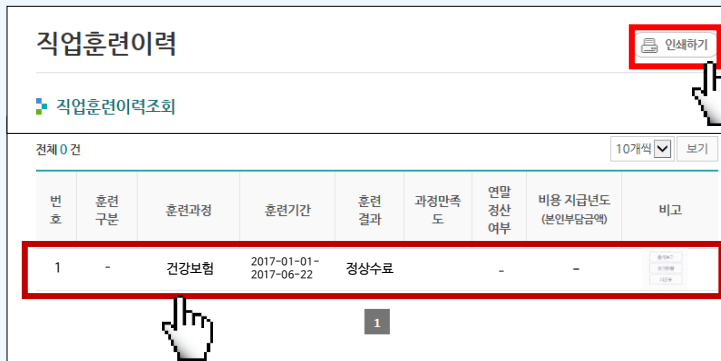 직업훈련이력
인쇄하기
직업훈련이력조회
전체 0 건
10개씩 보기
번호 훈련구분 훈련과정 훈련기간 훈련결과 과정만족도 연말정산여부 비용 지급년도 (본인부담금액) 비고
1 - 건강보험 2017-01-01-2017-06-22 정상수료 - -
1